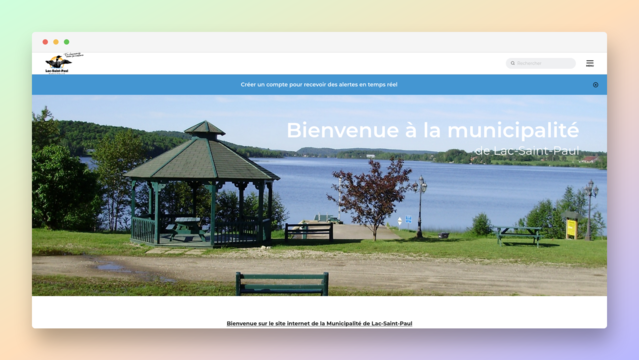 Lac-Saint-Paul
Rechercher
MENU
Créer un compte pour recevoir des alertes en temps réel
Bienvenue à la municipalité
de Lac-Saint-Paul
Bienvenue sur le site internet de la Municipalité de Lac-Saint-Paul